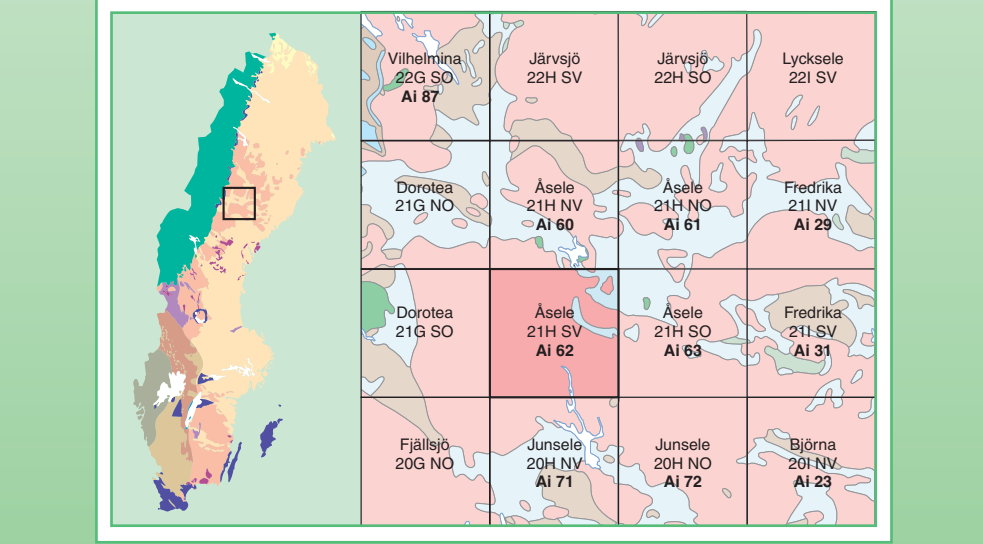 Vilhelmina
22G SO
Ai 87
Järvsjö
22H SV
Järvsjö
22H SO
Lycksele
22I SV
Dorotea
21G NO
Åsele
21H NV
Ai 60
Åsele
21H NO
Ai 61
Fredrika
21I NV
Ai 29
Dorotea
21G SO
Åsele
21H SV
Ai 62
Åsele
21H SO
Ai 63
Fredrika
21I SV
Ai 31
Fjällsjö
20G NO
Junsele
20H NV
Ai 71
Junsele
20H NO
Ai 72
Björna
20I NV
Ai 23